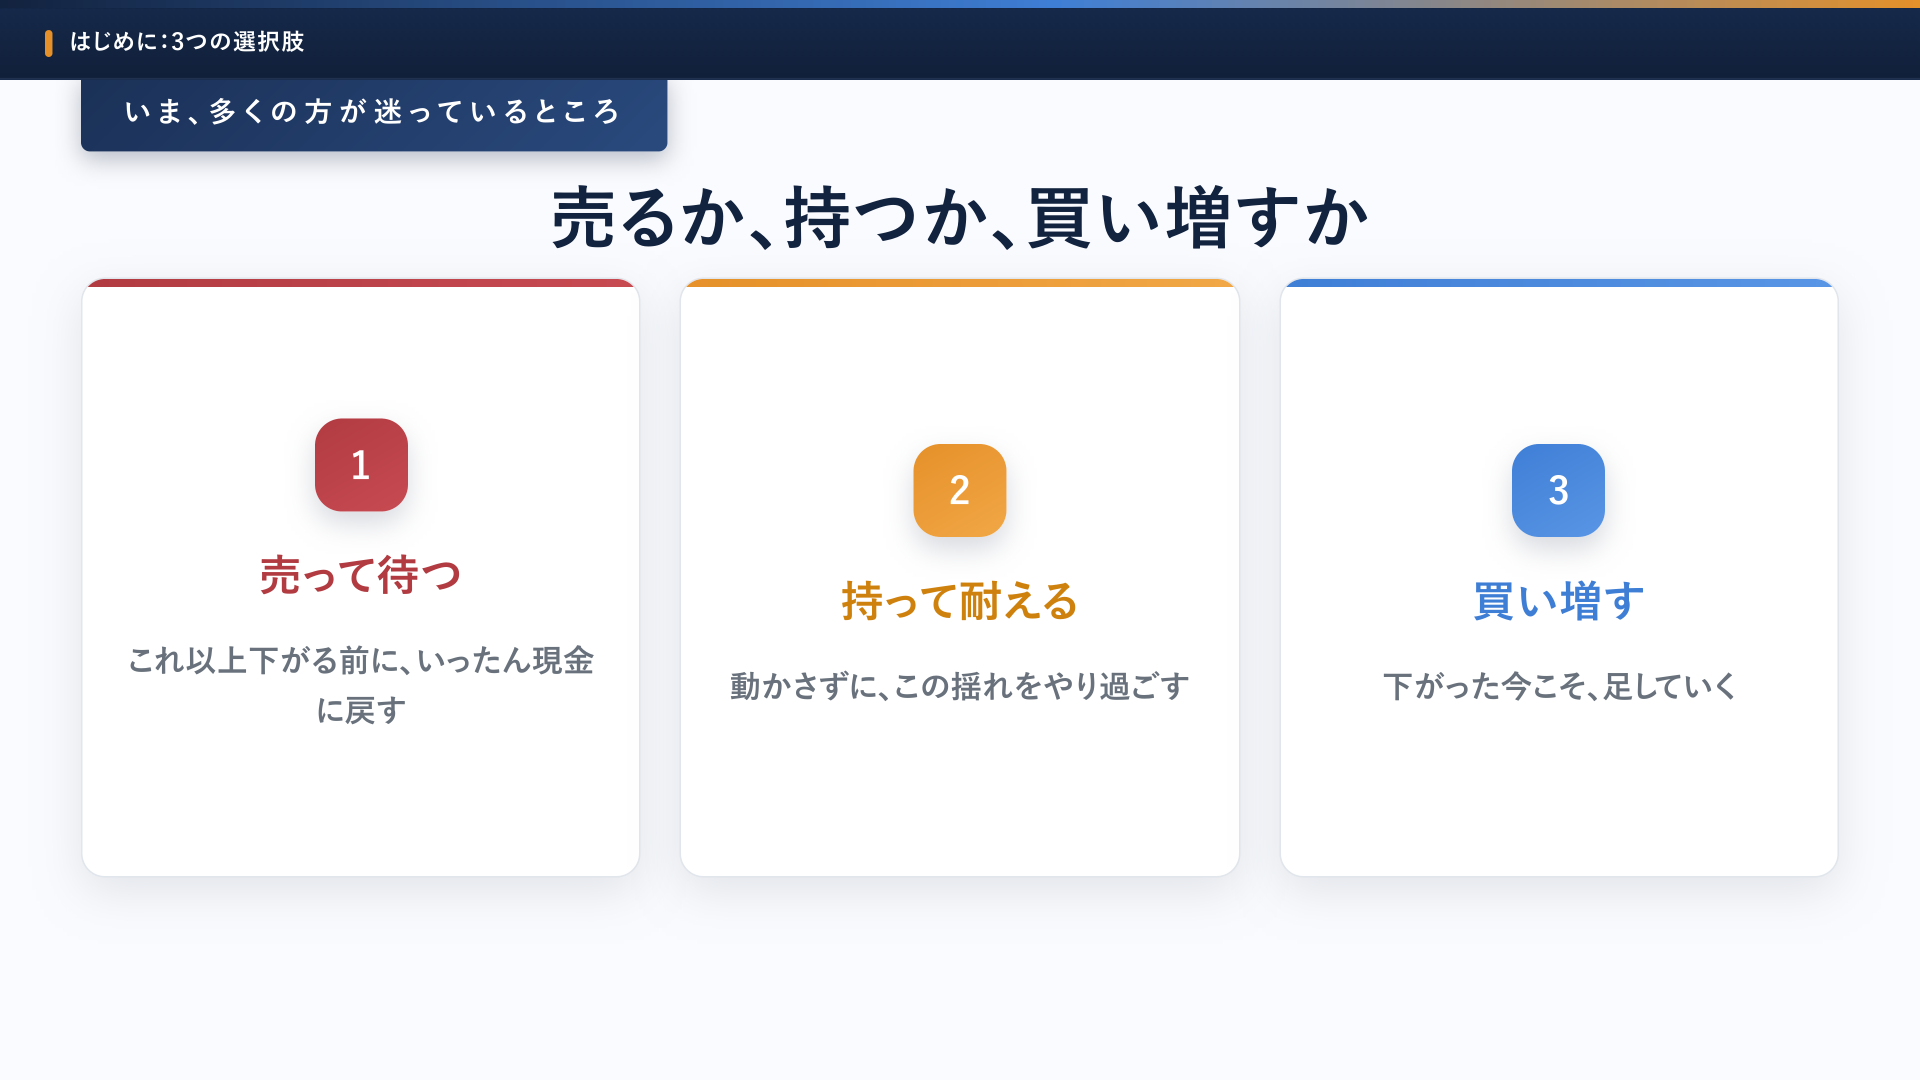 はじめに：3つの選択肢
いま、多くの方が迷っているところ
売るか、持つか、買い増すか
1
売って待つ
これ以上下がる前に、いったん現金
に戻す
2
持って耐える
動かさずに、この揺れをやり過ごす
3
買い増す
下がった今こそ、足していく